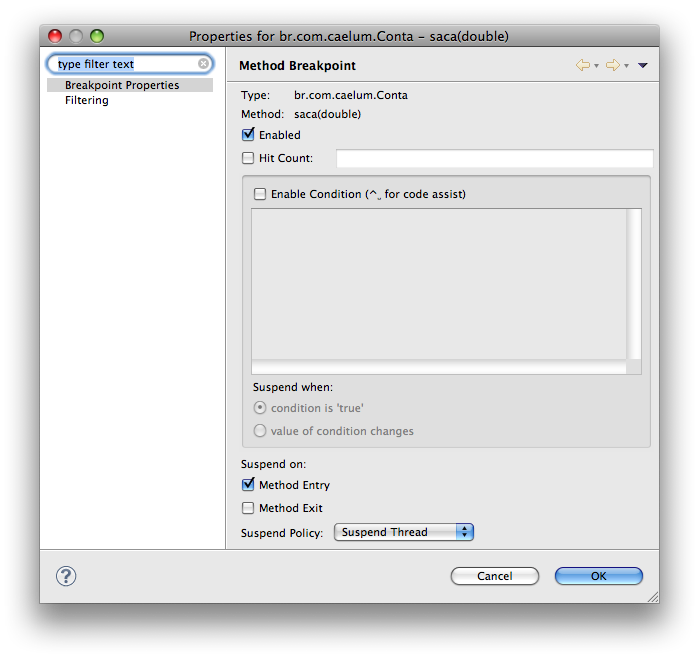 Properties for br.com.caelum.Conta – saca(double)
type filter text
Breakpoint Properties
Filtering
Method Breakpoint
Type: br.com.caelum.Conta
Method: saca(double)
Enabled
Hit Count:
Enable Condition (^˽ for code assist)
Suspend when:
condition is 'true'
value of condition changes
Suspend on:
Method Entry
Method Exit
Suspend Policy: Suspend Thread
?
Cancel
OK